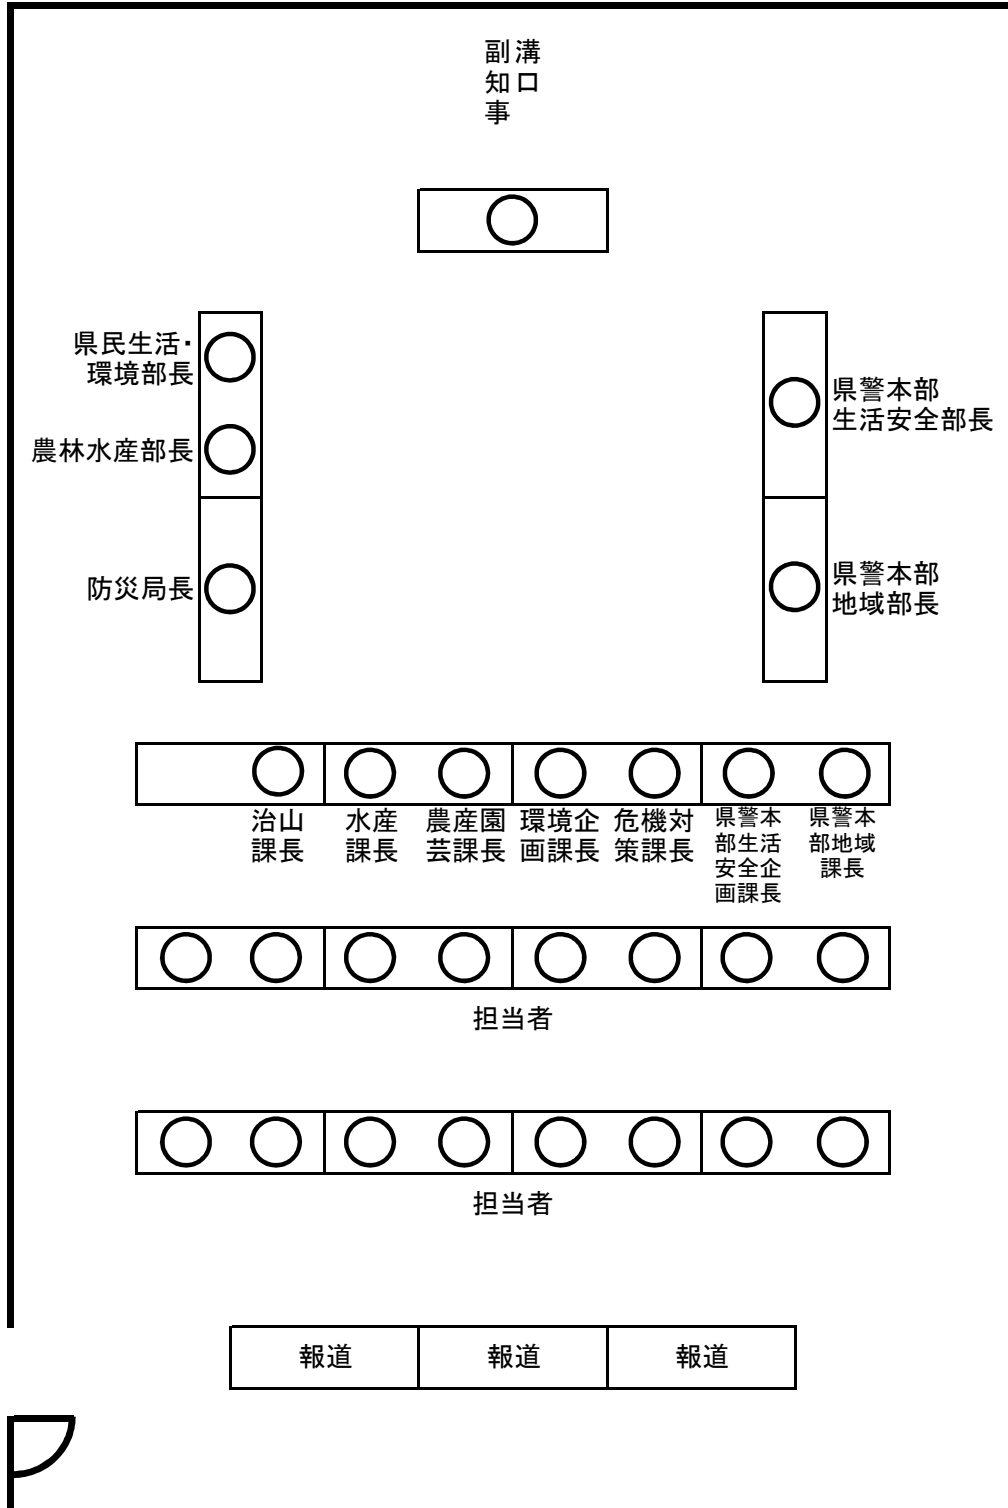 溝口
副知事
県民生活・
環境部長
農林水産部長
防災局長
県警本部
生活安全部長
県警本部
地域部長
治山
課長
水産
課長
農産園
芸課長
環境企
画課長
危機対
策課長
県警本
部生活
安全企
画課長
県警本
部地域
課長
担当者
担当者
報道
報道
報道